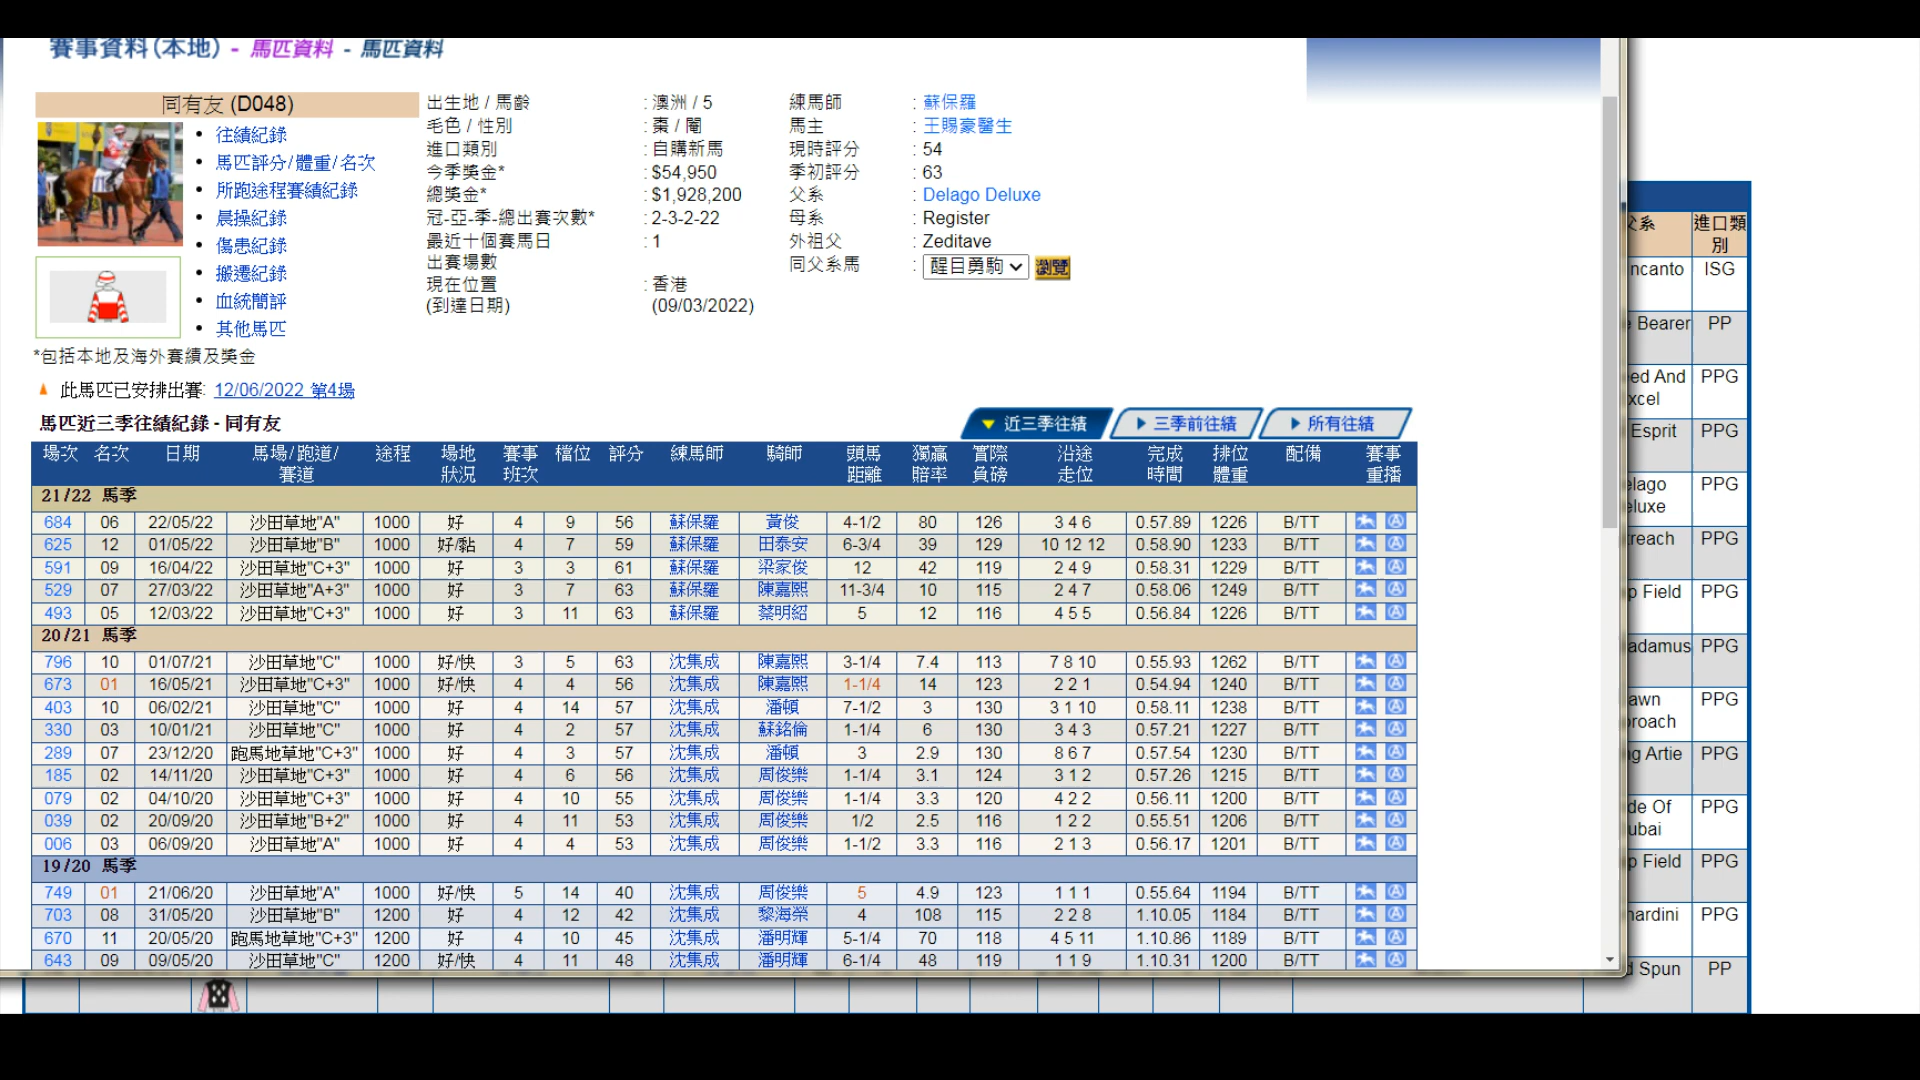 賽事資料(本地) - 馬匹資料 - 馬匹資料
同有友 (D048)
往績紀錄
馬匹評分/體重/名次
所跑途程賽績紀錄
晨操紀錄
傷患紀錄
搬遷紀錄
血統簡評
其他馬匹
出生地 / 馬齡 : 澳洲 / 5
毛色 / 性別 : 棗 / 閹
進口類別 : 自購新馬
今季獎金* : $54,950
總獎金* : $1,928,200
冠-亞-季-總出賽次數* : 2-3-2-22
最近十個賽馬日 : 1
出賽場數
現在位置 : 香港
(到達日期) (09/03/2022)
練馬師 : 蘇保羅
馬主 : 王賜豪醫生
現時評分 : 54
季初評分 : 63
父系 : Delago Deluxe
母系 : Register
外祖父 : Zeditave
同父系馬 : 醒目勇駒 瀏覽
*包括本地及海外賽績及獎金
此馬匹已安排出賽: 12/06/2022 第4場
馬匹近三季往績紀錄 - 同有友
近三季往績 三季前往績 所有往績
場次 名次 日期 馬場/跑道/賽道 途程 場地狀況 賽事班次 檔位 評分 練馬師 騎師 頭馬距離 獨贏賠率 實際負磅 沿途走位 完成時間 排位體重 配備 賽事重播
21/22 馬季
684 06 22/05/22 沙田草地"A" 1000 好 4 9 56 蘇保羅 黃俊 4-1/2 80 126 3 4 6 0.57.89 1226 B/TT
625 12 01/05/22 沙田草地"B" 1000 好/黏 4 7 59 蘇保羅 田泰安 6-3/4 39 129 10 12 12 0.58.90 1233 B/TT
591 09 16/04/22 沙田草地"C+3" 1000 好 3 3 61 蘇保羅 梁家俊 12 42 119 2 4 9 0.58.31 1229 B/TT
529 07 27/03/22 沙田草地"A+3" 1000 好 3 7 63 蘇保羅 陳嘉熙 11-3/4 10 115 2 4 7 0.58.06 1249 B/TT
493 05 12/03/22 沙田草地"C+3" 1000 好 3 11 63 蘇保羅 蔡明紹 5 12 116 4 5 5 0.56.84 1226 B/TT
20/21 馬季
796 10 01/07/21 沙田草地"C" 1000 好/快 3 5 63 沈集成 陳嘉熙 3-1/4 7.4 113 7 8 10 0.55.93 1262 B/TT
673 01 16/05/21 沙田草地"C+3" 1000 好/快 4 4 56 沈集成 陳嘉熙 1-1/4 14 123 2 2 1 0.54.94 1240 B/TT
403 10 06/02/21 沙田草地"C" 1000 好 4 14 57 沈集成 潘頓 7-1/2 3 130 3 1 10 0.58.11 1238 B/TT
330 03 10/01/21 沙田草地"C" 1000 好 4 2 57 沈集成 蘇銘倫 1-1/4 6 130 3 4 3 0.57.21 1227 B/TT
289 07 23/12/20 跑馬地草地"C+3" 1000 好 4 3 57 沈集成 潘頓 3 2.9 130 8 6 7 0.57.54 1230 B/TT
185 02 14/11/20 沙田草地"C+3" 1000 好 4 6 56 沈集成 周俊樂 1-1/4 3.1 124 3 1 2 0.57.26 1215 B/TT
079 02 04/10/20 沙田草地"C+3" 1000 好 4 10 55 沈集成 周俊樂 1-1/4 3.3 120 4 2 2 0.56.11 1200 B/TT
039 02 20/09/20 沙田草地"B+2" 1000 好 4 11 53 沈集成 周俊樂 1/2 2.5 116 1 2 2 0.55.51 1206 B/TT
006 03 06/09/20 沙田草地"A" 1000 好 4 4 53 沈集成 周俊樂 1-1/2 3.3 116 2 1 3 0.56.17 1201 B/TT
19/20 馬季
749 01 21/06/20 沙田草地"A" 1000 好/快 5 14 40 沈集成 周俊樂 5 4.9 123 1 1 1 0.55.64 1194 B/TT
703 08 31/05/20 沙田草地"B" 1200 好 4 12 42 沈集成 黎海榮 4 108 115 2 2 8 1.10.05 1184 B/TT
670 11 20/05/20 跑馬地草地"C+3" 1200 好 4 10 45 沈集成 潘明輝 5-1/4 70 118 4 5 11 1.10.86 1189 B/TT
643 09 09/05/20 沙田草地"C" 1200 好/快 4 11 48 沈集成 潘明輝 6-1/4 48 119 1 1 9 1.10.31 1200 B/TT
父系 進口類別
ncanto ISG
e Bearer PP
ed And xcel PPG
Esprit PPG
elago eluxe PPG
treach PPG
p Field PPG
adamus PPG
awn proach PPG
ng Artie PPG
de Of ubai PPG
p Field PPG
nardini PPG
d Spun PP